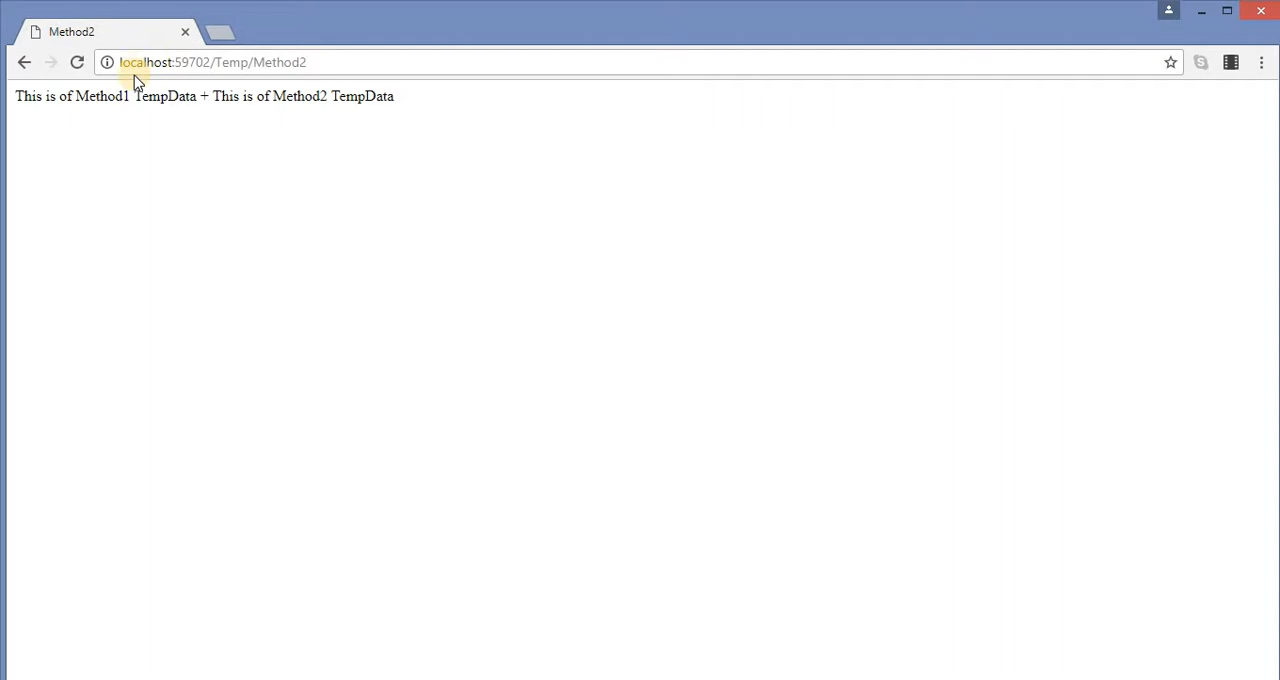 Method2
localhost:59702/Temp/Method2
This is of Method1 TempData + This is of Method2 TempData